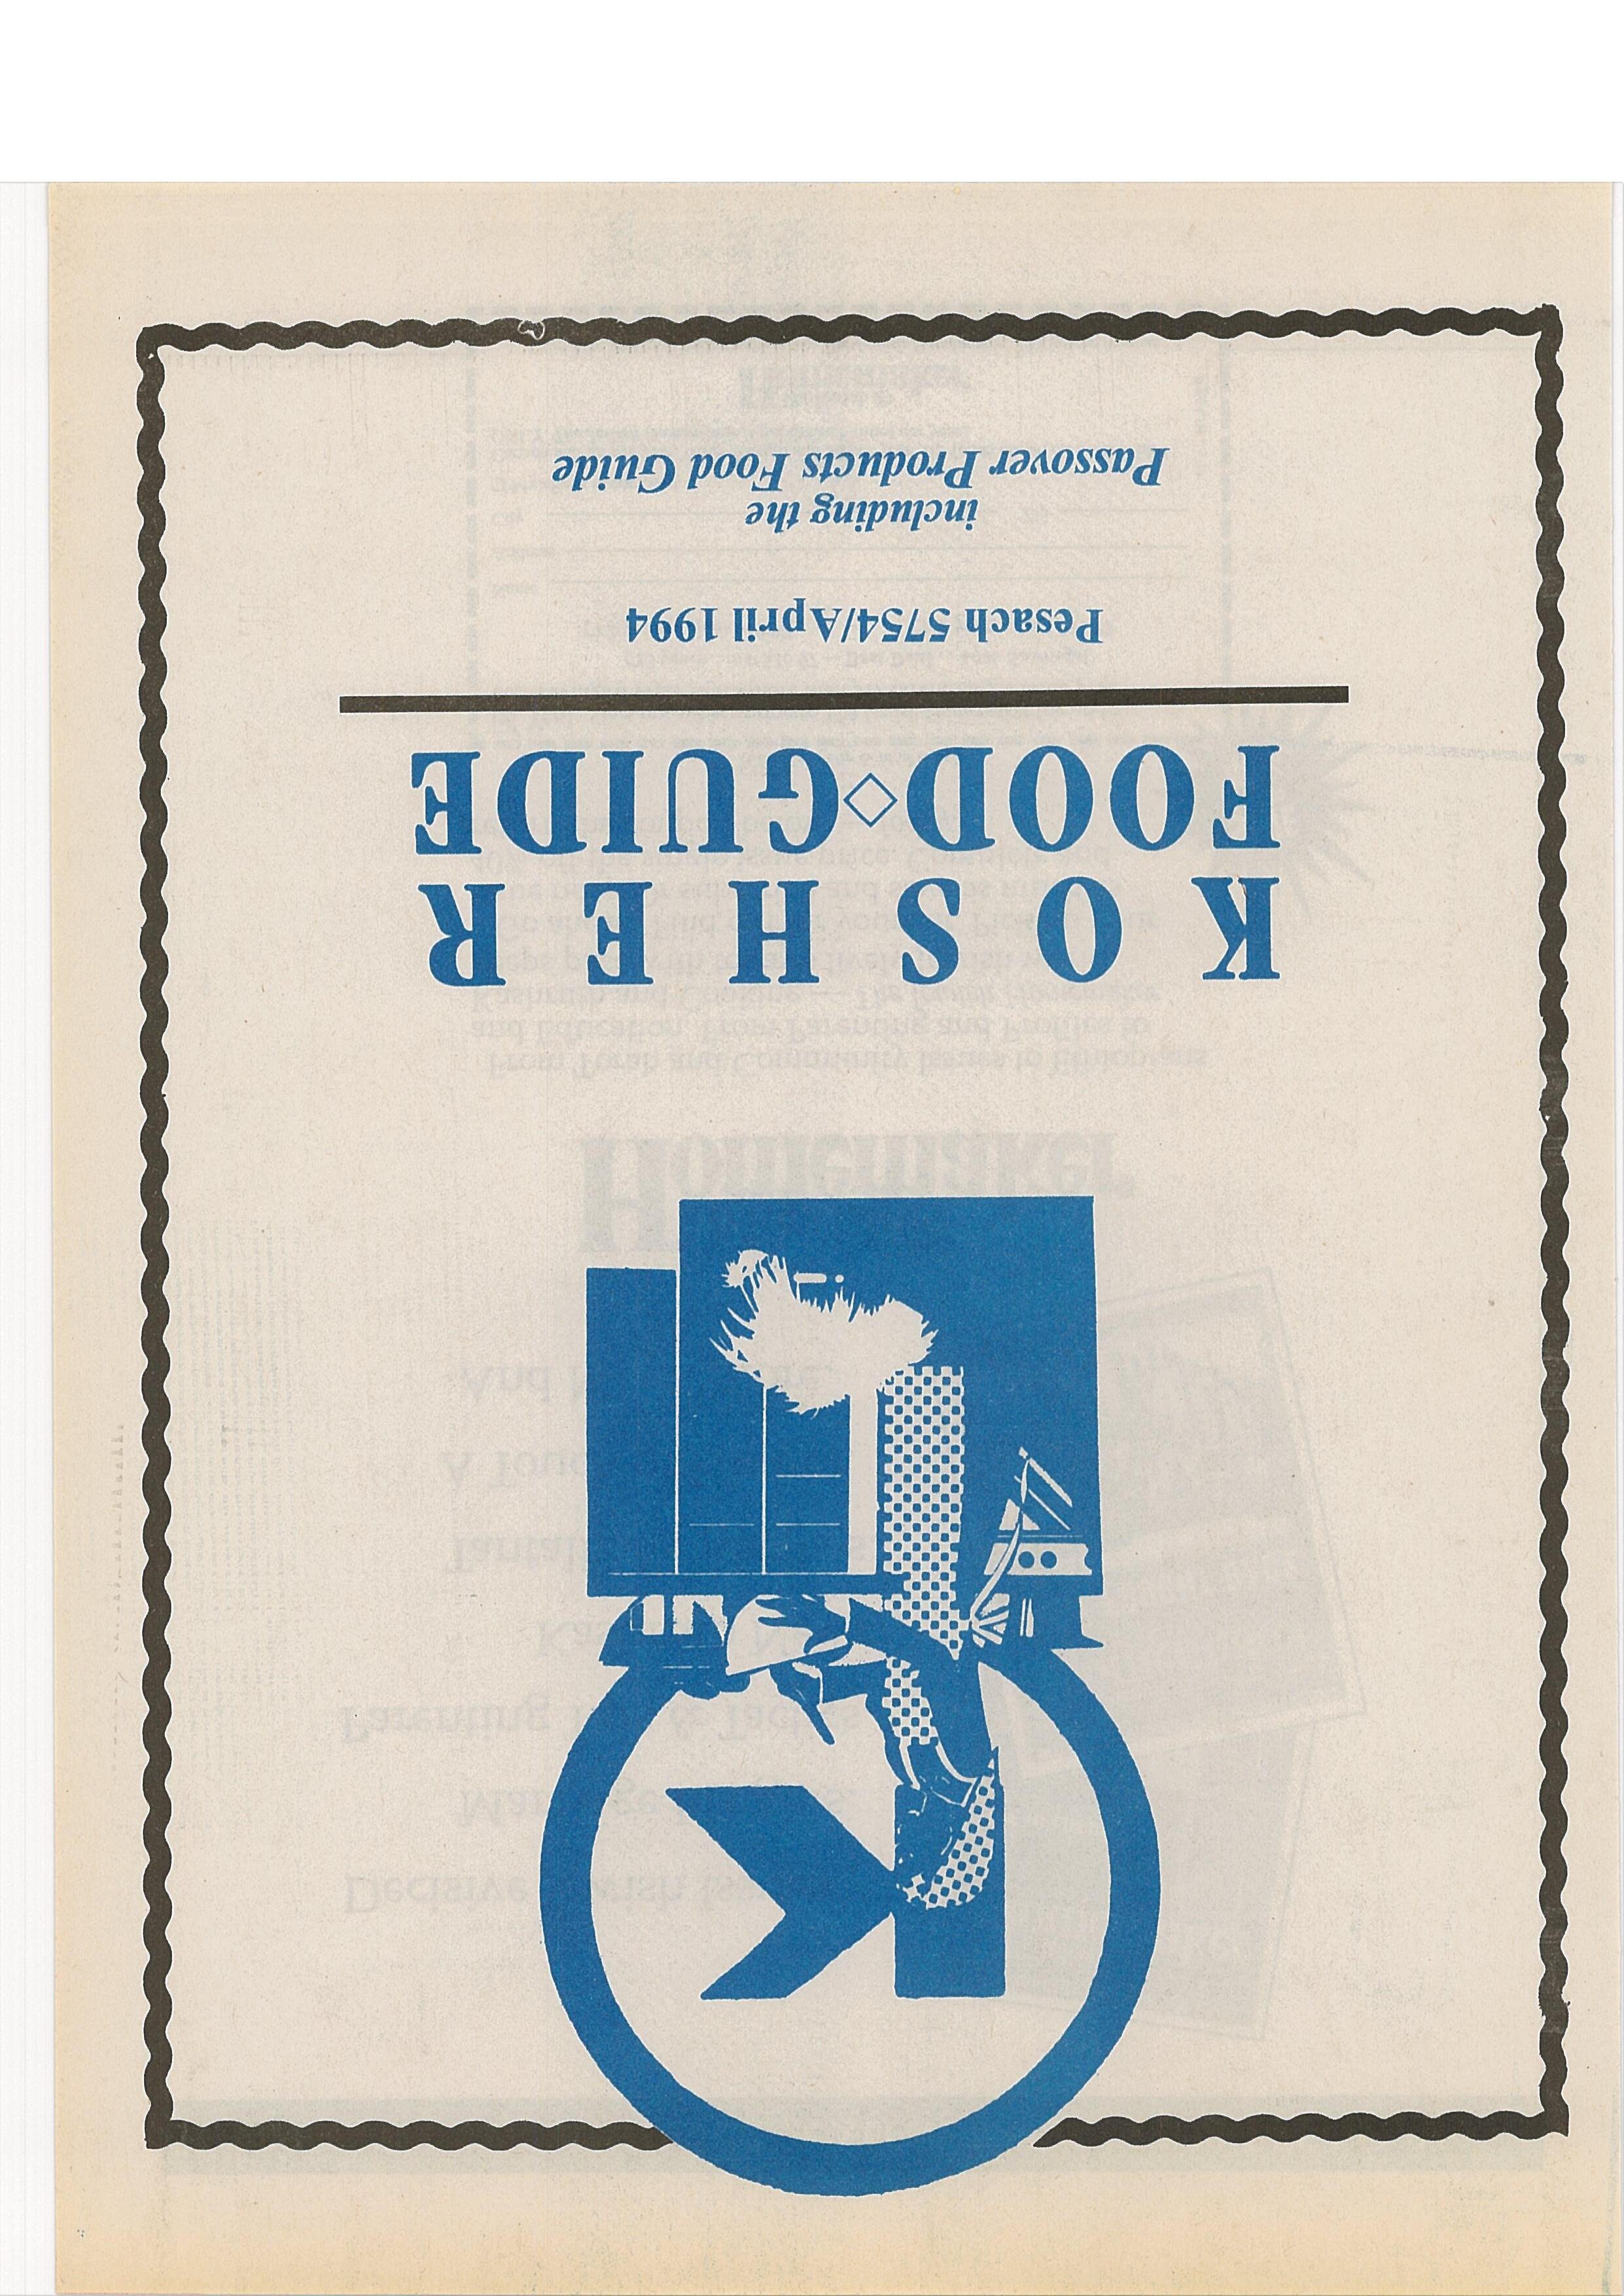 K
KOSHER
FOOD◇GUIDE
Pesach 5754/April 1994
including the
Passover Products Food Guide